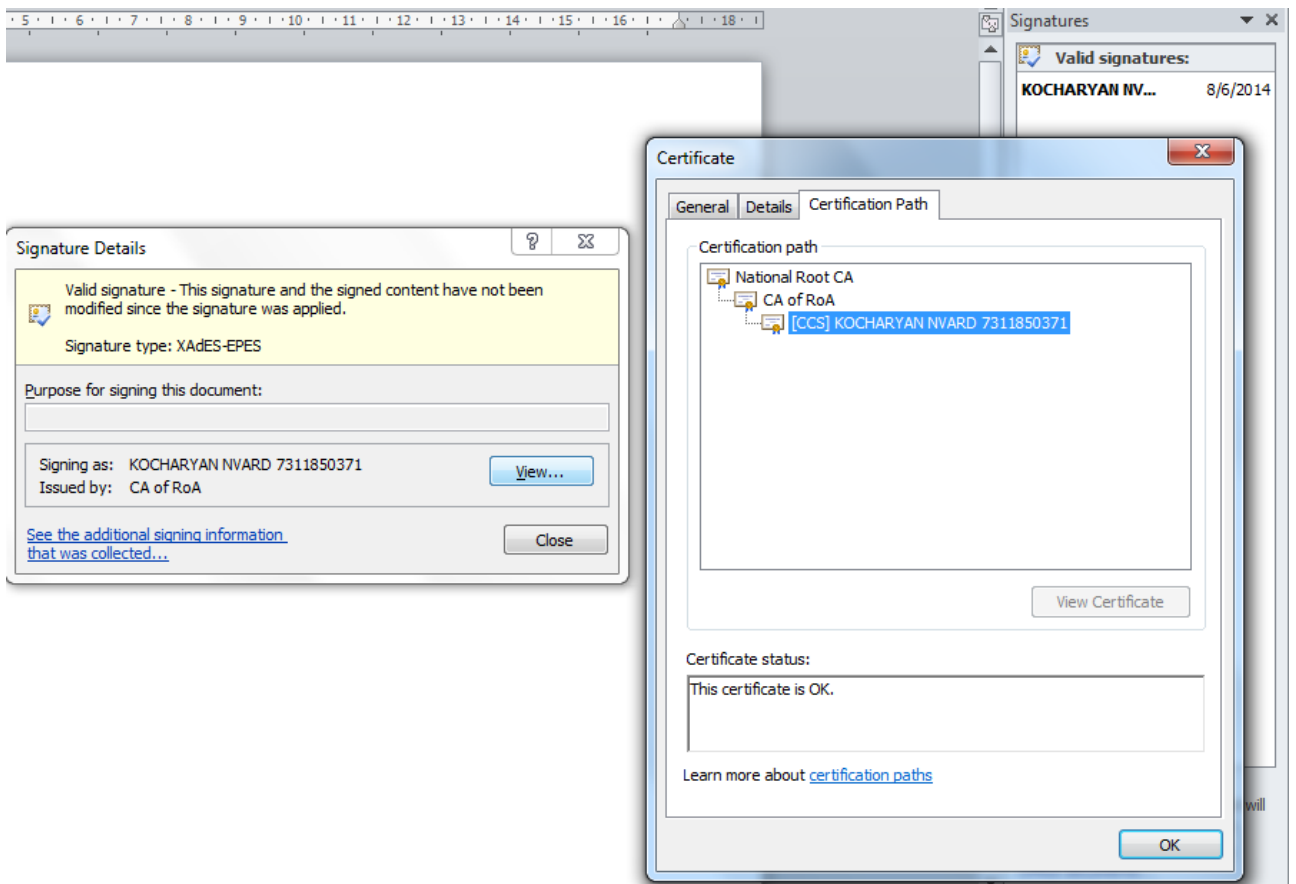 · 5 · ı · 6 · ı · 7 · ı · 8 · ı · 9 · ı · 10 · ı · 11 · ı · 12 · ı · 13 · ı · 14 · ı · 15 · ı · 16 · ı · ı · 18 · ı
Signatures
Valid signatures:
KOCHARYAN NV... 8/6/2014
Certificate
General Details Certification Path
Certification path
National Root CA
CA of RoA
[CCS] KOCHARYAN NVARD 7311850371
View Certificate
Certificate status:
This certificate is OK.
Learn more about certification paths
OK
will
Signature Details
Valid signature - This signature and the signed content have not been
modified since the signature was applied.
Signature type: XAdES-EPES
Purpose for signing this document:
Signing as: KOCHARYAN NVARD 7311850371
Issued by: CA of RoA
View...
See the additional signing information
that was collected...
Close